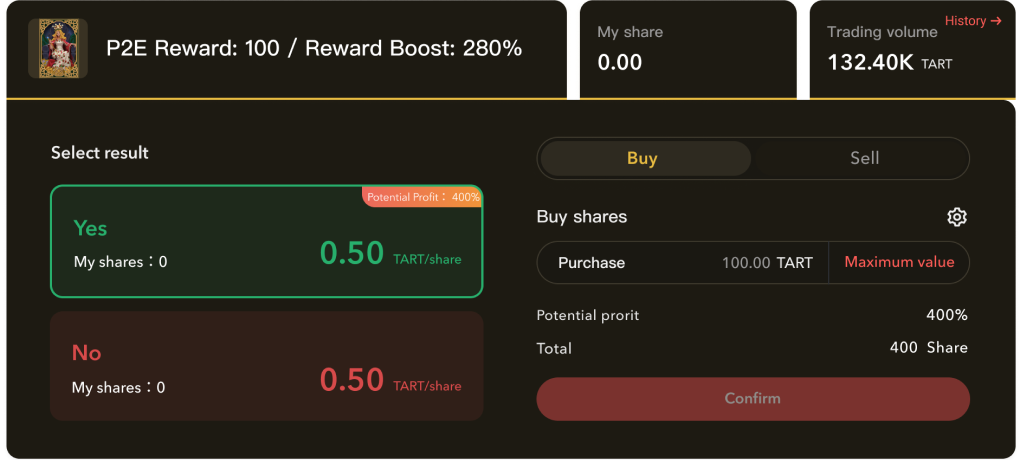 P2E Reward: 100 / Reward Boost: 280%
My share
0.00
History →
Trading volume
132.40K TART
Select result
Potential Profit： 400%
Yes
My shares：0
0.50 TART/share
No
My shares：0
0.50 TART/share
Buy
Sell
Buy shares
Purchase 100.00 TART Maximum value
Potential prorit 400%
Total 400 Share
Confirm